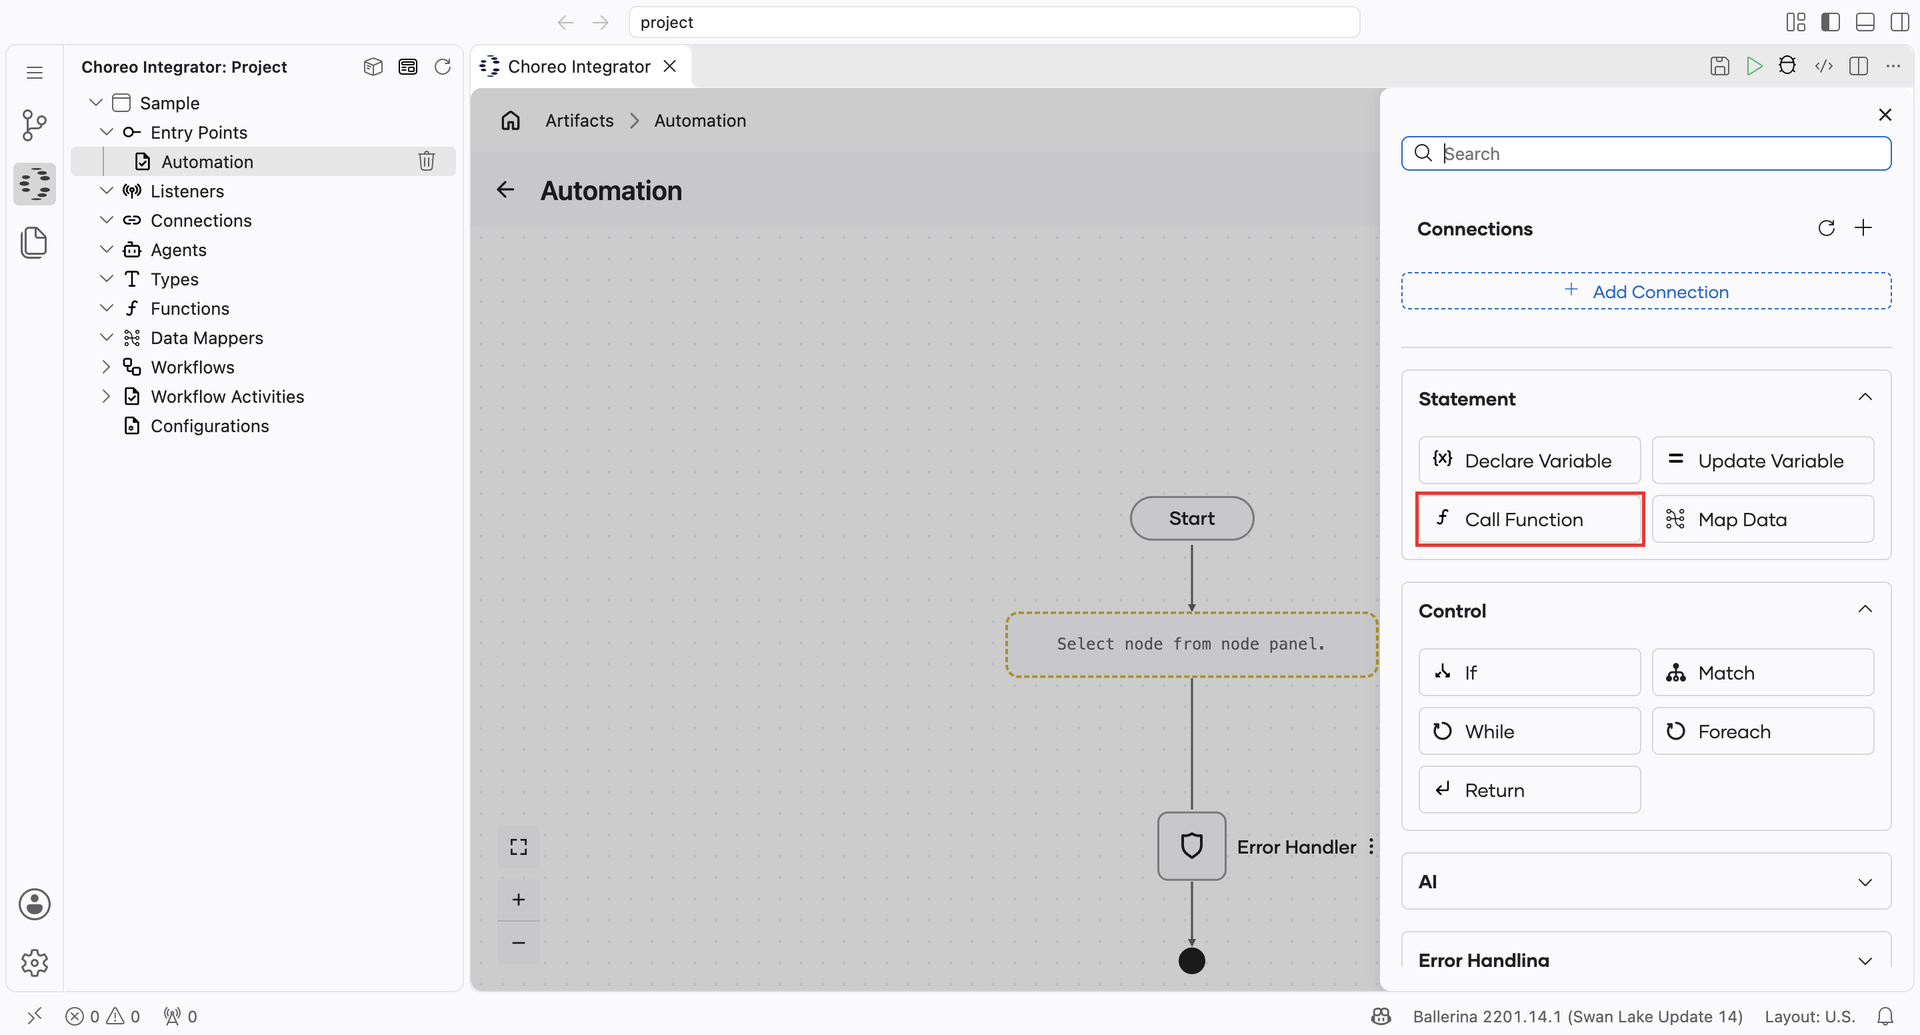 project
Choreo Integrator: Project
Sample
Entry Points
Automation
Listeners
Connections
Agents
Types
Functions
Data Mappers
Workflows
Workflow Activities
Configurations
Choreo Integrator
Artifacts > Automation
Automation
Start
Select node from node panel.
Error Handler
Search
Connections
+ Add Connection
Statement
Declare Variable
Update Variable
Call Function
Map Data
Control
If
Match
While
Foreach
Return
AI
Error Handling
0 0 0
Ballerina 2201.14.1 (Swan Lake Update 14) Layout: U.S.